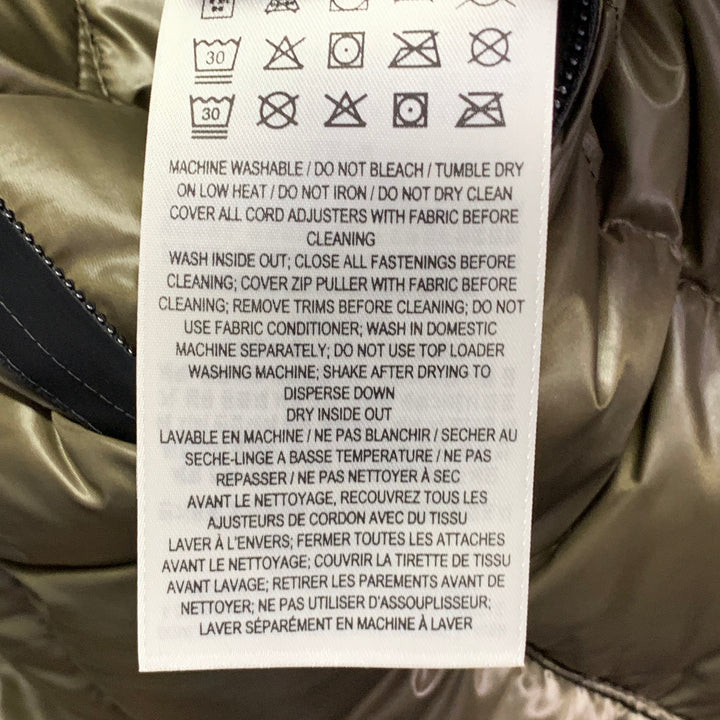 30
30
MACHINE WASHABLE / DO NOT BLEACH / TUMBLE DRY
ON LOW HEAT / DO NOT IRON / DO NOT DRY CLEAN
COVER ALL CORD ADJUSTERS WITH FABRIC BEFORE
CLEANING
WASH INSIDE OUT; CLOSE ALL FASTENINGS BEFORE
CLEANING; COVER ZIP PULLER WITH FABRIC BEFORE
CLEANING; REMOVE TRIMS BEFORE CLEANING; DO NOT
USE FABRIC CONDITIONER; WASH IN DOMESTIC
MACHINE SEPARATELY; DO NOT USE TOP LOADER
WASHING MACHINE; SHAKE AFTER DRYING TO
DISPERSE DOWN
DRY INSIDE OUT
LAVABLE EN MACHINE / NE PAS BLANCHIR / SECHER AU
SECHE-LINGE A BASSE TEMPERATURE / NE PAS
REPASSER / NE PAS NETTOYER À SEC
AVANT LE NETTOYAGE, RECOUVREZ TOUS LES
AJUSTEURS DE CORDON AVEC DU TISSU
LAVER À L'ENVERS; FERMER TOUTES LES ATTACHES
AVANT LE NETTOYAGE; COUVRIR LA TIRETTE DE TISSU
AVANT LAVAGE; RETIRER LES PAREMENTS AVANT DE
NETTOYER; NE PAS UTILISER D'ASSOUPLISSEUR;
LAVER SÉPARÉMENT EN MACHINE À LAVER